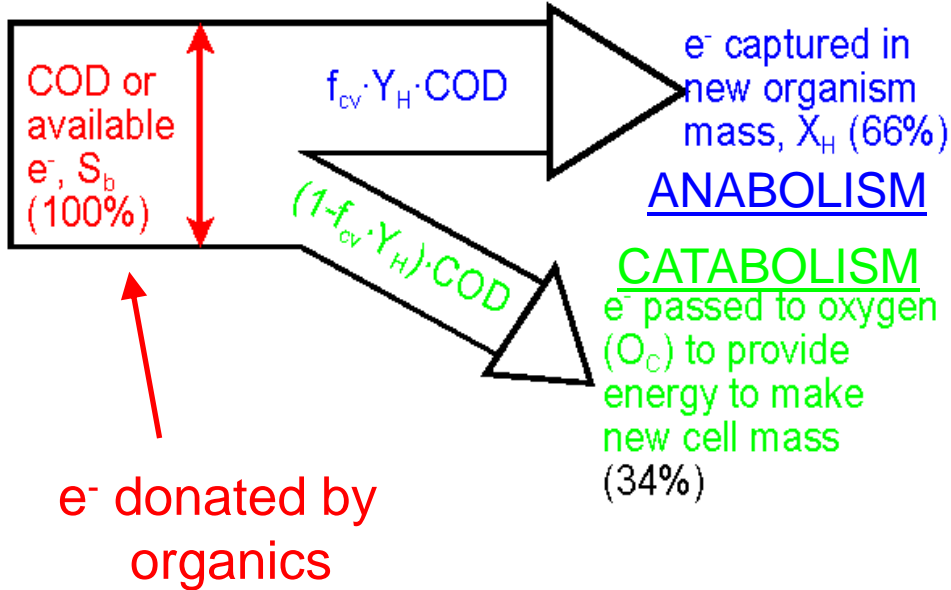 COD or
available
e⁻, S_b
(100%)
f_cv·Y_H·COD
e⁻ captured in
new organism
mass, X_H (66%)
ANABOLISM
(1-f_cv·Y_H)·COD
CATABOLISM
e⁻ passed to oxygen
(O_C) to provide
energy to make
new cell mass
(34%)
e⁻ donated by
organics